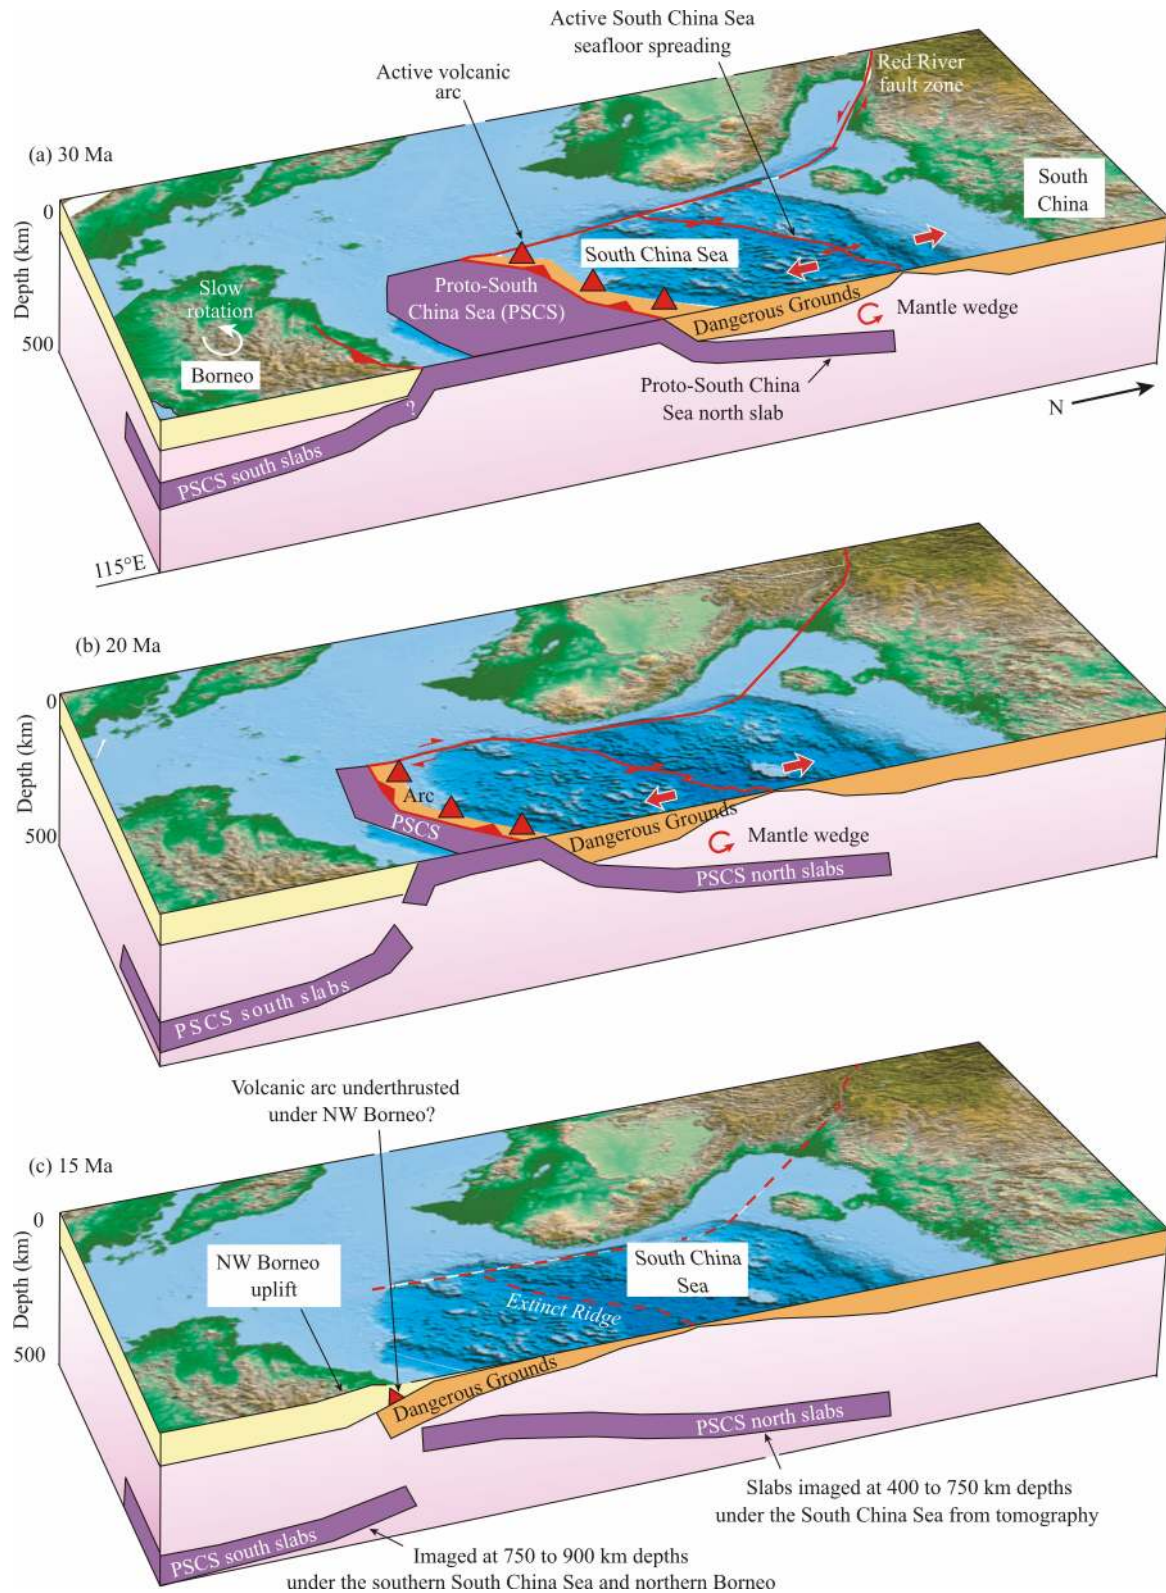 Active South China Sea
seafloor spreading
Active volcanic
arc
Red River
fault zone
(a) 30 Ma
South
China
0
Depth (km)
500
South China Sea
Proto-South
China Sea (PSCS)
Slow
rotation
Borneo
Dangerous Grounds
Mantle wedge
Proto-South China
Sea north slab
N
?
PSCS south slabs
115°E
(b) 20 Ma
0
Depth (km)
500
Arc
PSCS
Dangerous Grounds
Mantle wedge
PSCS north slabs
PSCS south slabs
Volcanic arc underthrusted
under NW Borneo?
(c) 15 Ma
0
Depth (km)
500
NW Borneo
uplift
South China
Sea
Extinct Ridge
Dangerous Grounds
PSCS north slabs
Slabs imaged at 400 to 750 km depths
under the South China Sea from tomography
PSCS south slabs
Imaged at 750 to 900 km depths
under the southern South China Sea and northern Borneo